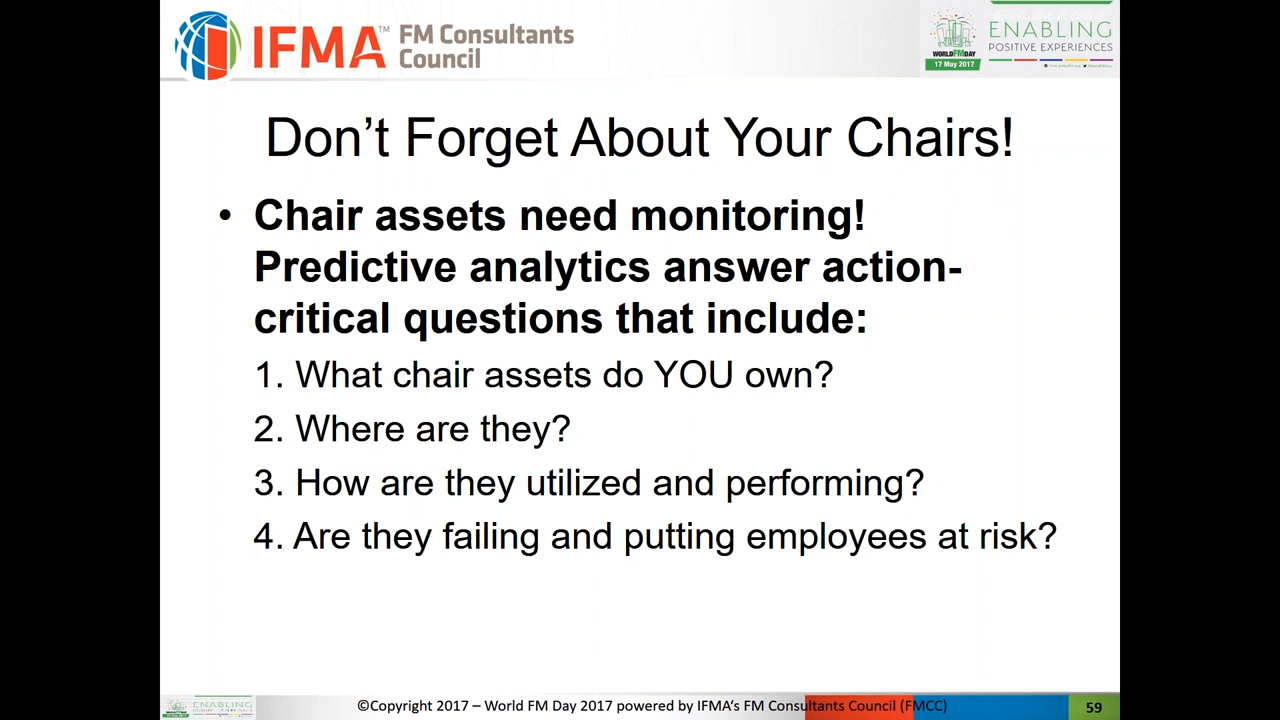 IFMA™ FM Consultants
Council
WORLD FM DAY
17 May 2017
ENABLING
POSITIVE EXPERIENCES
Don’t Forget About Your Chairs!
• Chair assets need monitoring!
Predictive analytics answer action-
critical questions that include:
1. What chair assets do YOU own?
2. Where are they?
3. How are they utilized and performing?
4. Are they failing and putting employees at risk?
ENABLING
©Copyright 2017 – World FM Day 2017 powered by IFMA‘s FM Consultants Council (FMCC)
59